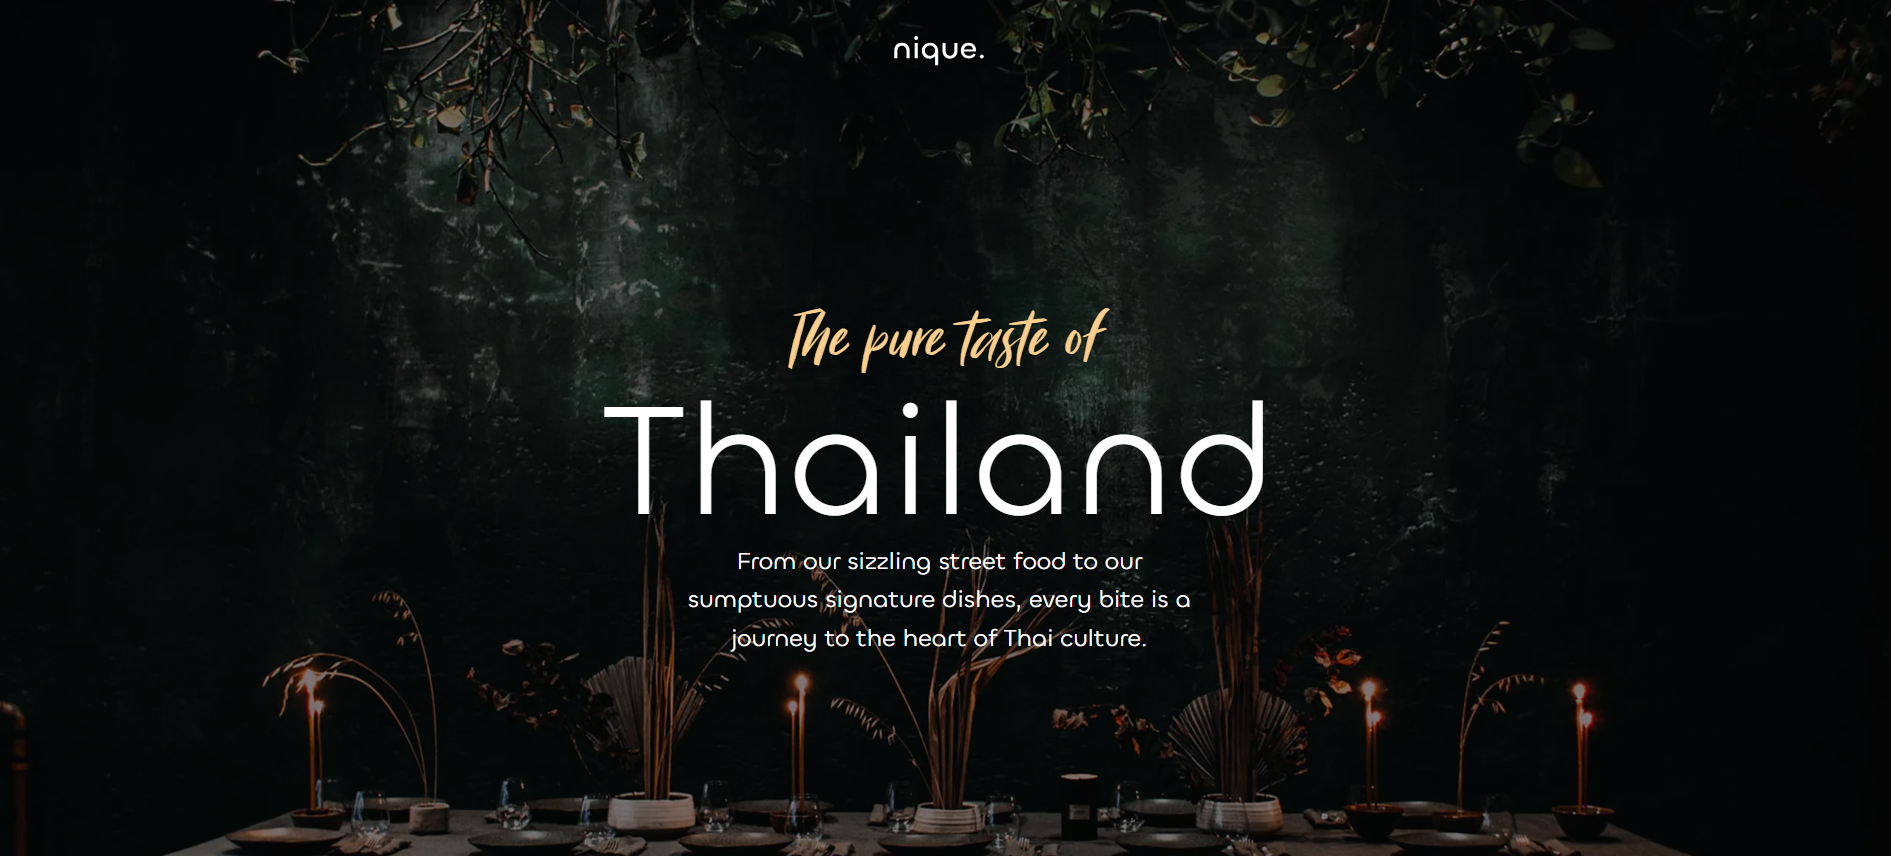 nique.
The pure taste of
Thailand
From our sizzling street food to our
sumptuous signature dishes, every bite is a
journey to the heart of Thai culture.